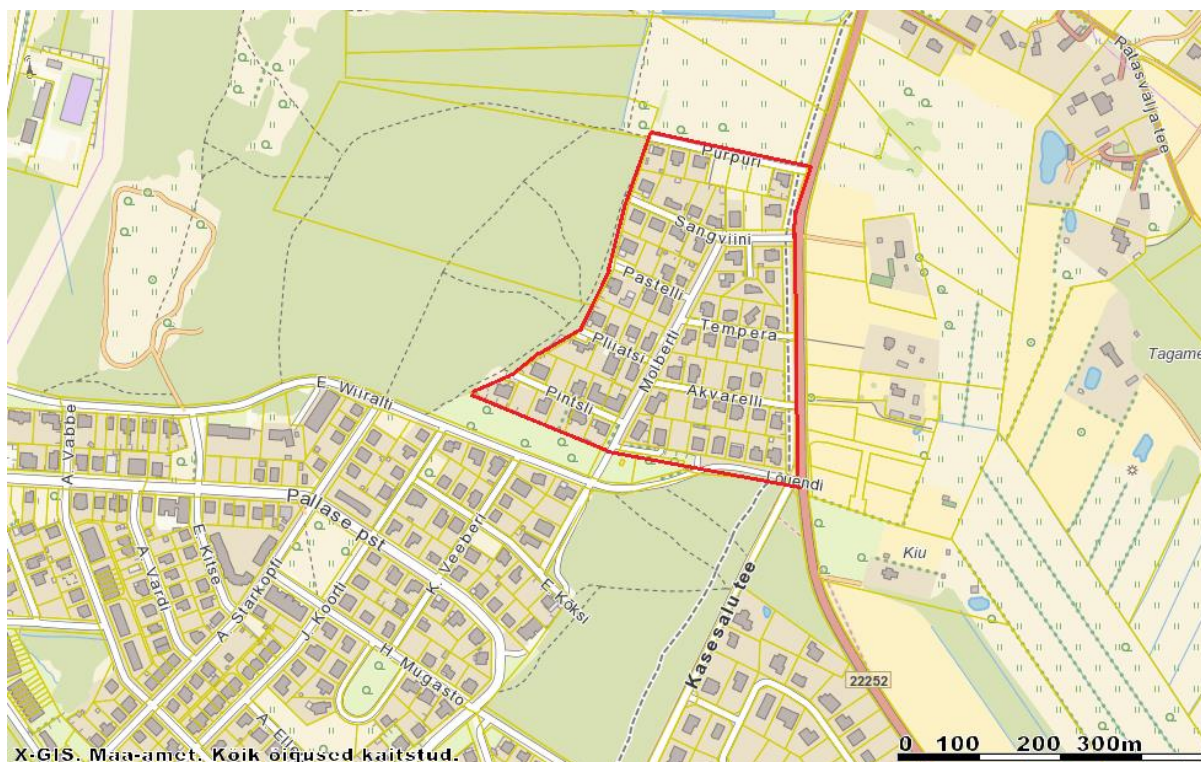 Ratasvälja tee
Purpuri
Sangviini
Pastelli
Tempera
Pliiatsi
Molberti
Akvarelli
Pintsli
Tagame
E. Wiiralti
A. Vabbe
Lõuendi
Pallase pst
E. Kitse
K. Veeberi
Kiu
A. Vardi
A. Starkopfi
J. Koorti
E. Kõksi
Kasesalu tee
H. Mugasto
22252
X-GIS. Maa-amet. Kõik õigused kaitstud.
0 100 200 300m